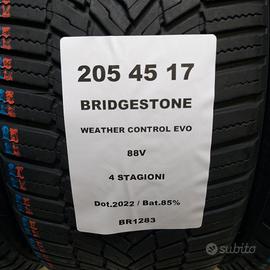 205 45 17
BRIDGESTONE
WEATHER CONTROL EVO
88V
4 STAGIONI
Dot.2022 / Bat.85%
BR1283
subito